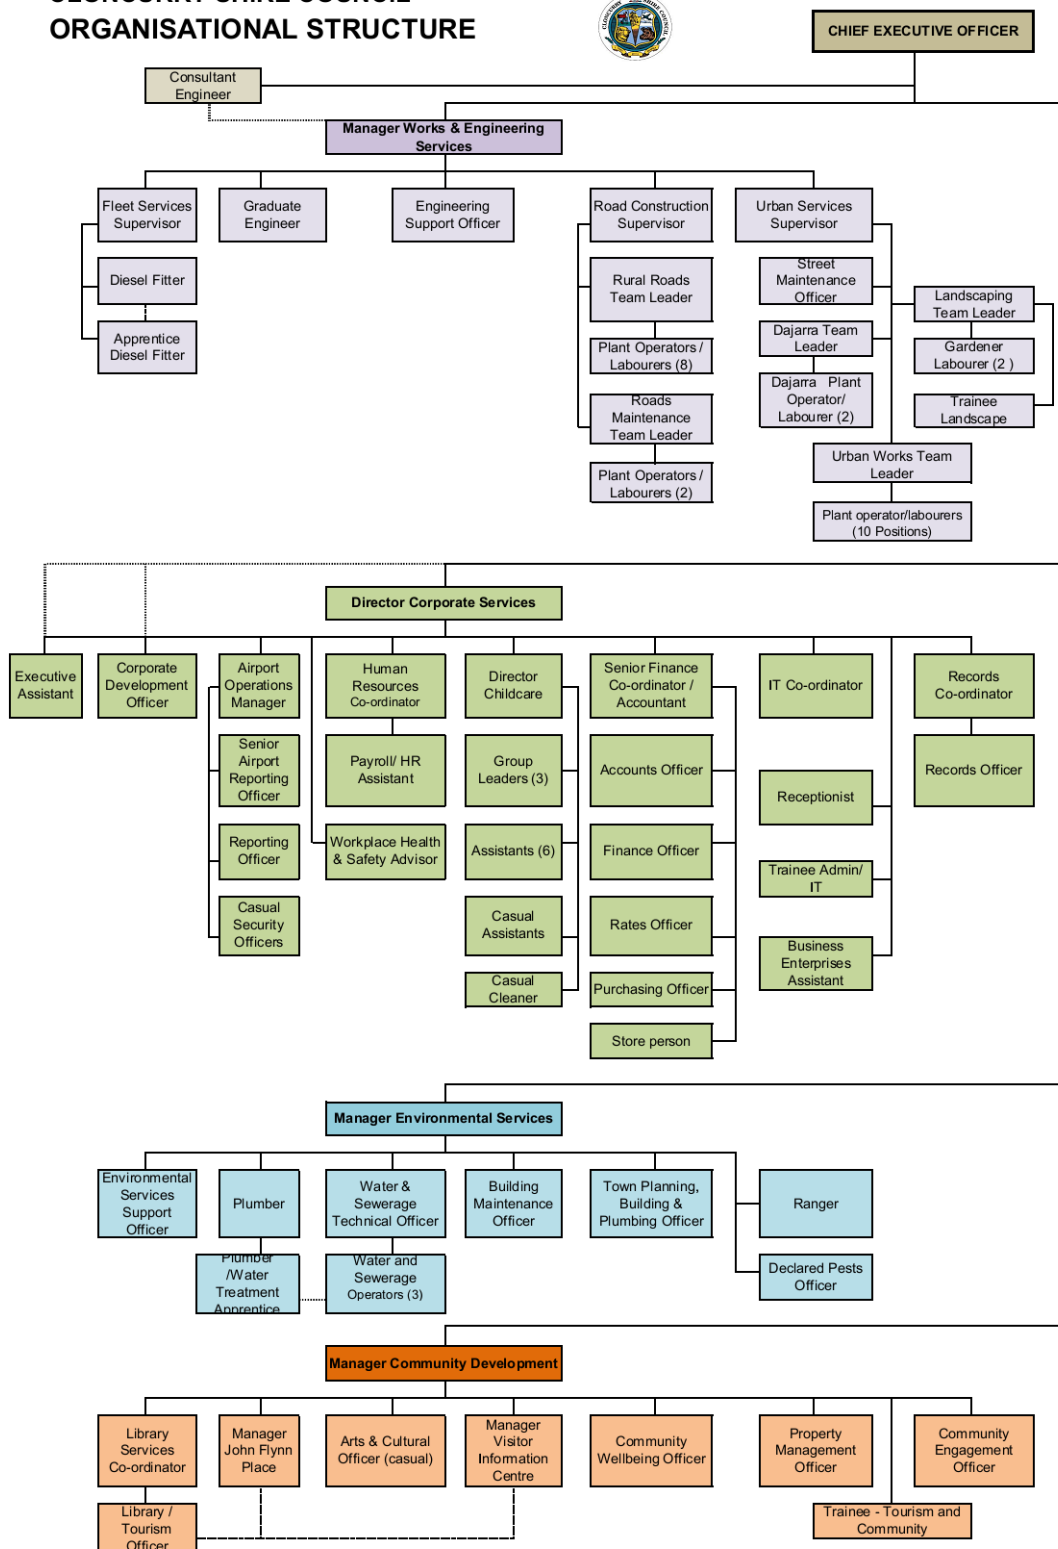 CLONCURRY SHIRE COUNCIL
ORGANISATIONAL STRUCTURE
CHIEF EXECUTIVE OFFICER
Consultant
Engineer
Manager Works & Engineering
Services
Fleet Services
Supervisor
Graduate
Engineer
Engineering
Support Officer
Road Construction
Supervisor
Urban Services
Supervisor
Diesel Fitter
Apprentice
Diesel Fitter
Rural Roads
Team Leader
Plant Operators /
Labourers (8)
Roads
Maintenance
Team Leader
Plant Operators /
Labourers (2)
Street
Maintenance
Officer
Dajarra Team
Leader
Dajarra Plant
Operator/
Labourer (2)
Landscaping
Team Leader
Gardener
Labourer (2 )
Trainee
Landscape
Urban Works Team
Leader
Plant operator/labourers
(10 Positions)
Director Corporate Services
Executive
Assistant
Corporate
Development
Officer
Airport
Operations
Manager
Human
Resources
Co-ordinator
Director
Childcare
Senior Finance
Co-ordinator /
Accountant
IT Co-ordinator
Records
Co-ordinator
Senior
Airport
Reporting
Officer
Reporting
Officer
Casual
Security
Officers
Payroll/ HR
Assistant
Workplace Health
& Safety Advisor
Group
Leaders (3)
Assistants (6)
Casual
Assistants
Casual
Cleaner
Accounts Officer
Finance Officer
Rates Officer
Purchasing Officer
Store person
Receptionist
Trainee Admin/
IT
Business
Enterprises
Assistant
Records Officer
Manager Environmental Services
Environmental
Services
Support
Officer
Plumber
Water &
Sewerage
Technical Officer
Building
Maintenance
Officer
Town Planning,
Building &
Plumbing Officer
Ranger
Plumber
/Water
Treatment
Apprentice
Water and
Sewerage
Operators (3)
Declared Pests
Officer
Manager Community Development
Library
Services
Co-ordinator
Manager
John Flynn
Place
Arts & Cultural
Officer (casual)
Manager
Visitor
Information
Centre
Community
Wellbeing Officer
Property
Management
Officer
Community
Engagement
Officer
Library /
Tourism
Officer
Trainee - Tourism and
Community